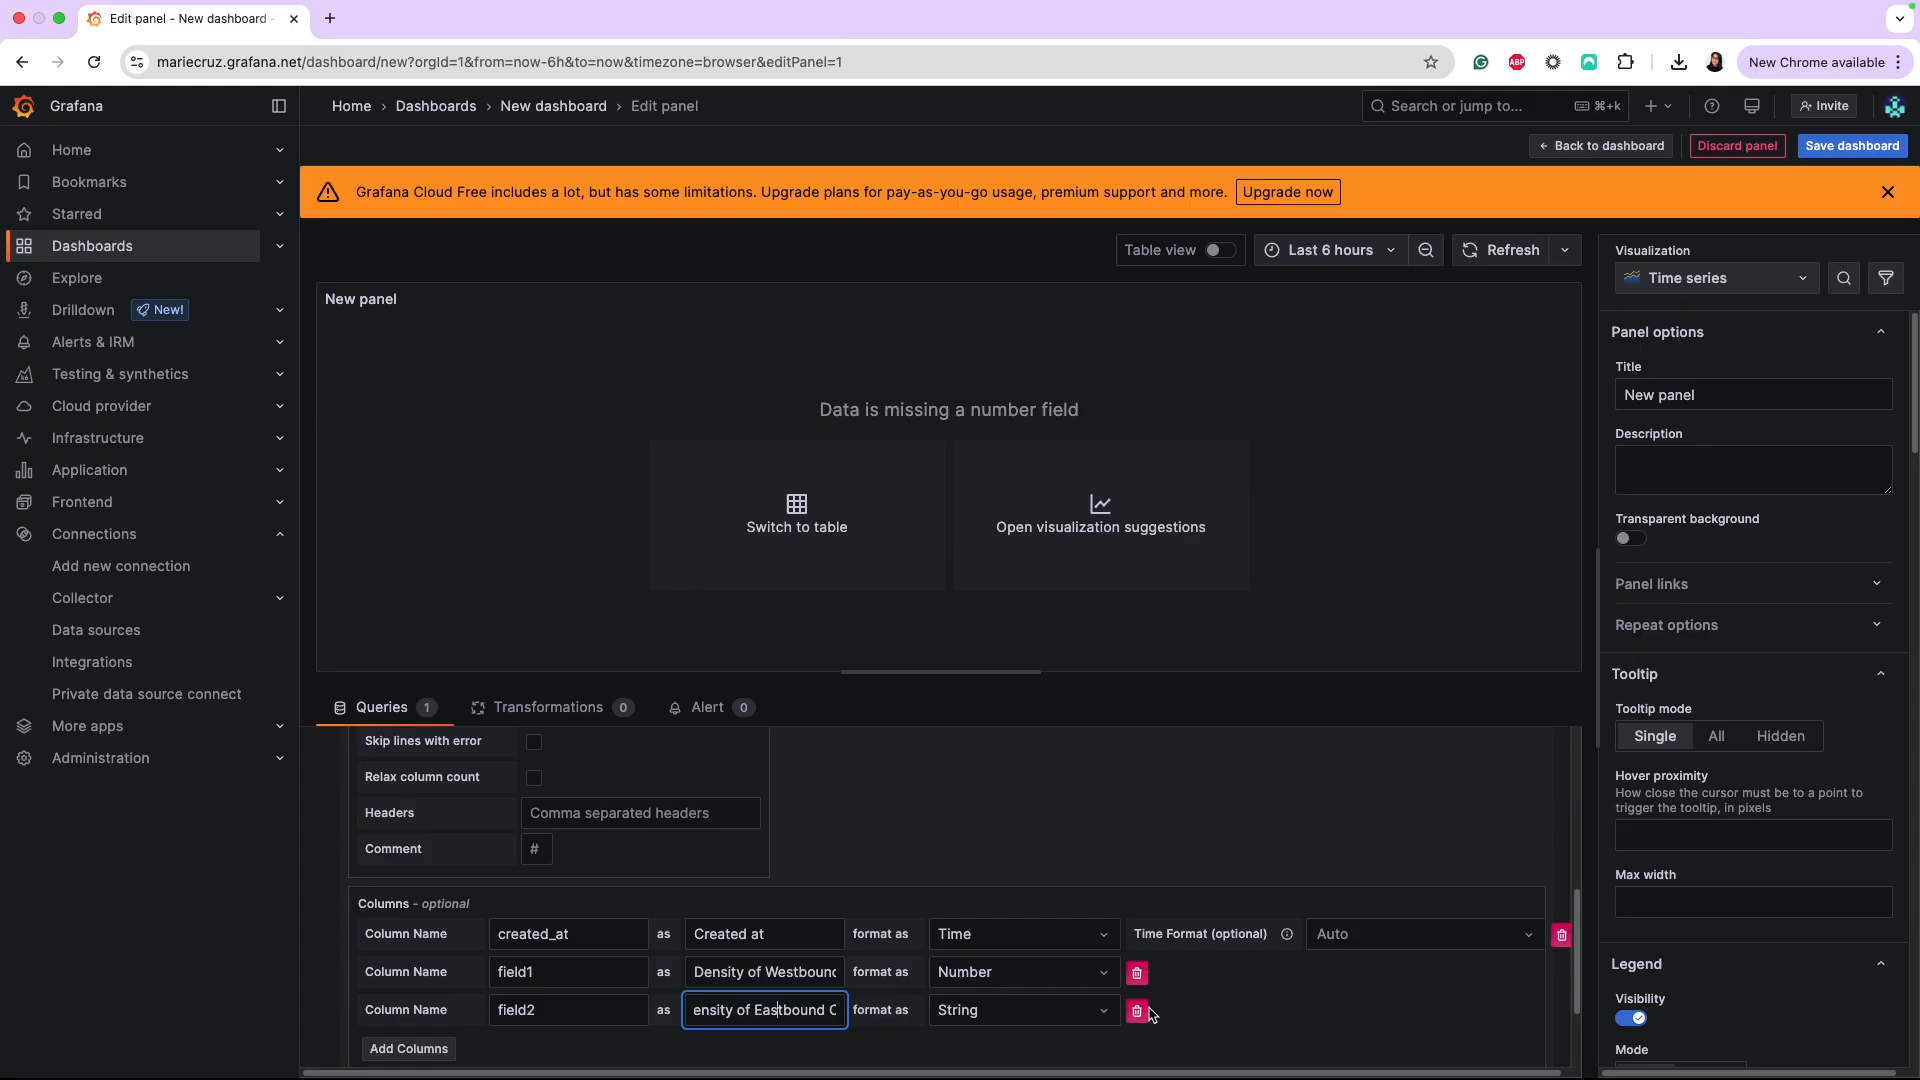 Edit panel - New dashboard -
mariecruz.grafana.net/dashboard/new?orgId=1&from=now-6h&to=now&timezone=browser&editPanel=1
ABP
New Chrome available
Grafana
Home › Dashboards › New dashboard › Edit panel
Search or jump to...
⌘+k
Invite
Back to dashboard
Discard panel
Save dashboard
Grafana Cloud Free includes a lot, but has some limitations. Upgrade plans for pay-as-you-go usage, premium support and more.
Upgrade now
Home
Bookmarks
Starred
Dashboards
Explore
Drilldown
New!
Alerts & IRM
Testing & synthetics
Cloud provider
Infrastructure
Application
Frontend
Connections
Add new connection
Collector
Data sources
Integrations
Private data source connect
More apps
Administration
Table view
Last 6 hours
Refresh
New panel
Data is missing a number field
Switch to table
Open visualization suggestions
Queries 1
Transformations 0
Alert 0
Skip lines with error
Relax column count
Headers
Comma separated headers
Comment
#
Columns - optional
Column Name created_at as Created at format as Time Time Format (optional) Auto
Column Name field1 as Density of Westbound format as Number
Column Name field2 as ensity of Eastbound C format as String
Add Columns
Visualization
Time series
Panel options
Title
New panel
Description
Transparent background
Panel links
Repeat options
Tooltip
Tooltip mode
Single All Hidden
Hover proximity
How close the cursor must be to a point to
trigger the tooltip, in pixels
Max width
Legend
Visibility
Mode